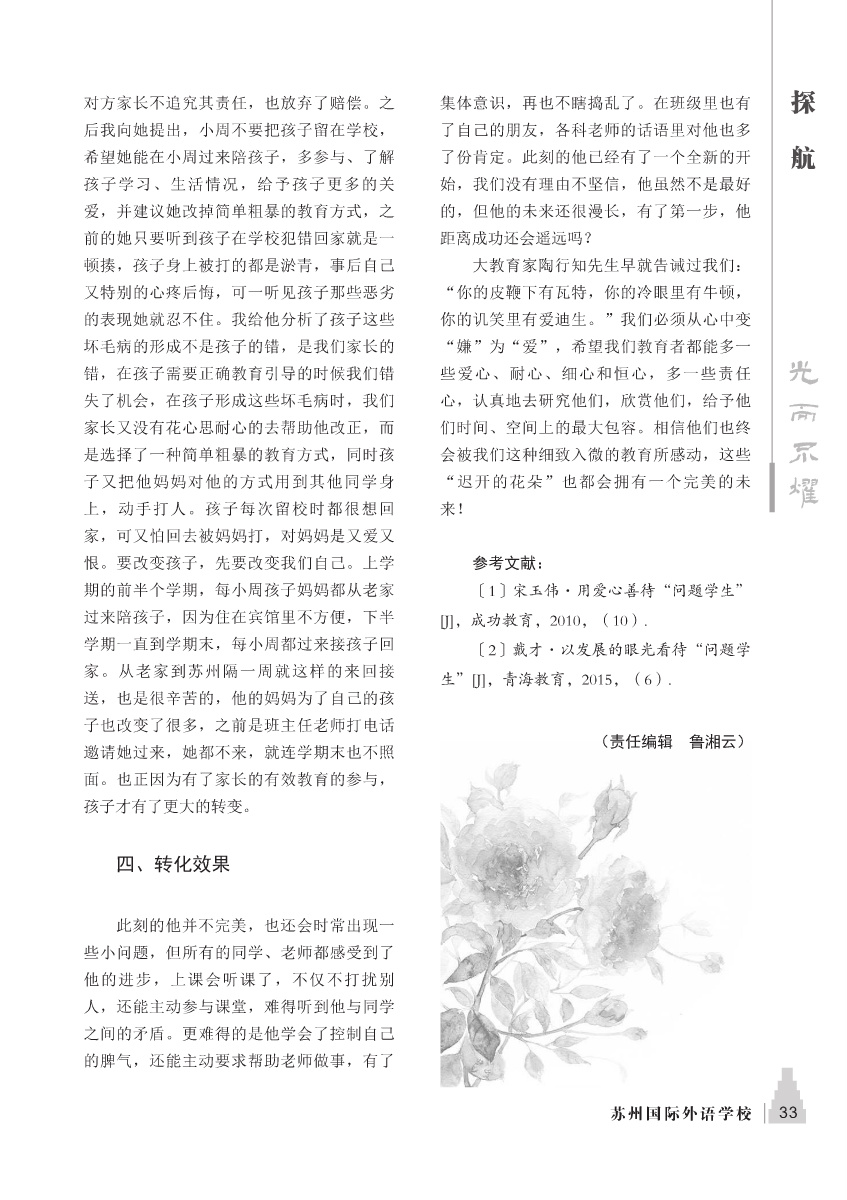 对方家长不追究其责任，也放弃了赔偿。之
后我向她提出，小周不要把孩子留在学校，
希望她能在小周过来陪孩子，多参与、了解
孩子学习、生活情况，给予孩子更多的关
爱，并建议她改掉简单粗暴的教育方式，之
前的她只要听到孩子在学校犯错回家就是一
顿揍，孩子身上被打的都是淤青，事后自己
又特别的心疼后悔，可一听见孩子那些恶劣
的表现她就忍不住。我给他分析了孩子这些
坏毛病的形成不是孩子的错，是我们家长的
错，在孩子需要正确教育引导的时候我们错
失了机会，在孩子形成这些坏毛病时，我们
家长又没有花心思耐心的去帮助他改正，而
是选择了一种简单粗暴的教育方式，同时孩
子又把他妈妈对他的方式用到其他同学身
上，动手打人。孩子每次留校时都很想回
家，可又怕回去被妈妈打，对妈妈是又爱又
恨。要改变孩子，先要改变我们自己。上学
期的前半个学期，每小周孩子妈妈都从老家
过来陪孩子，因为住在宾馆里不方便，下半
学期一直到学期末，每小周都过来接孩子回
家。从老家到苏州隔一周就这样的来回接
送，也是很辛苦的，他的妈妈为了自己的孩
子也改变了很多，之前是班主任老师打电话
邀请她过来，她都不来，就连学期末也不照
面。也正因为有了家长的有效教育的参与，
孩子才有了更大的转变。
四、转化效果
此刻的他并不完美，也还会时常出现一
些小问题，但所有的同学、老师都感受到了
他的进步，上课会听课了，不仅不打扰别
人，还能主动参与课堂，难得听到他与同学
之间的矛盾。更难得的是他学会了控制自己
的脾气，还能主动要求帮助老师做事，有了
集体意识，再也不瞎捣乱了。在班级里也有
了自己的朋友，各科老师的话语里对他也多
了份肯定。此刻的他已经有了一个全新的开
始，我们没有理由不坚信，他虽然不是最好
的，但他的未来还很漫长，有了第一步，他
距离成功还会遥远吗？
大教育家陶行知先生早就告诫过我们：
“你的皮鞭下有瓦特，你的冷眼里有牛顿，
你的讥笑里有爱迪生。”我们必须从心中变
“嫌”为“爱”，希望我们教育者都能多一
些爱心、耐心、细心和恒心，多一些责任
心，认真地去研究他们，欣赏他们，给予他
们时间、空间上的最大包容。相信他们也终
会被我们这种细致入微的教育所感动，这些
“迟开的花朵”也都会拥有一个完美的未
来！
参考文献：
〔1〕宋玉伟·用爱心善待“问题学生”
[J]，成功教育，2010，（10）.
〔2〕戴才·以发展的眼光看待“问题学
生”[J]，青海教育，2015，（6）.
（责任编辑　鲁湘云）
探航
光而不耀
苏州国际外语学校 33